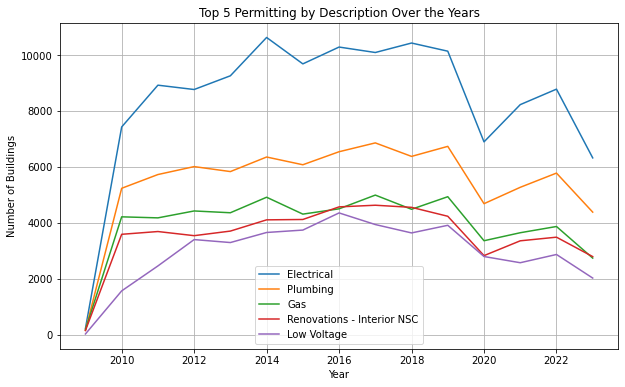 Top 5 Permitting by Description Over the Years
Number of Buildings
10000
8000
6000
4000
2000
0
Electrical
Plumbing
Gas
Renovations - Interior NSC
Low Voltage
2010 2012 2014 2016 2018 2020 2022
Year